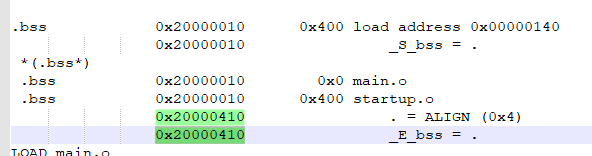 .bss 0x20000010 0x400 load address 0x00000140
0x20000010 _S_bss = .
*(.bss*)
.bss 0x20000010 0x0 main.o
.bss 0x20000010 0x400 startup.o
0x20000410 . = ALIGN (0x4)
0x20000410 _E_bss = .
LOAD main.o